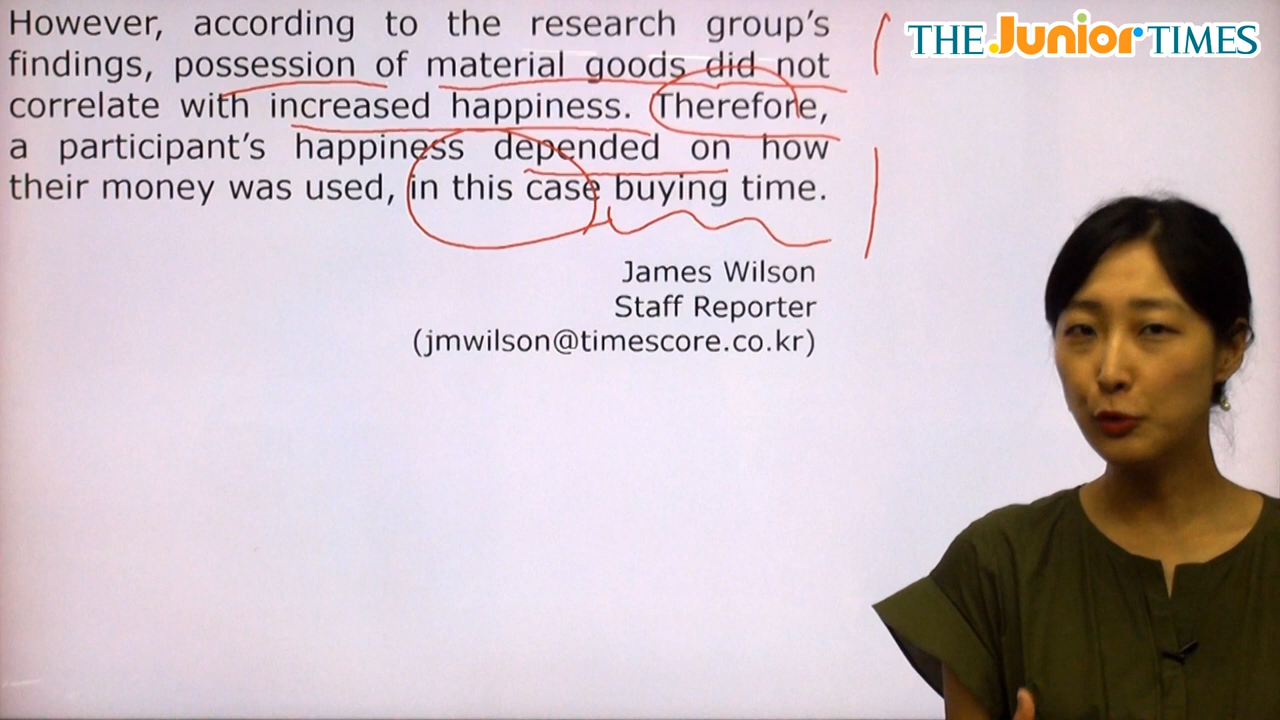 However, according to the research group's
findings, possession of material goods did not
correlate with increased happiness. Therefore,
a participant's happiness depended on how
their money was used, in this case buying time.
James Wilson
Staff Reporter
(jmwilson@timescore.co.kr)
THE Junior TIMES